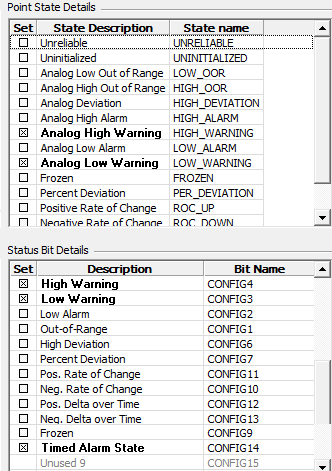 Point State Details
Set State Description State name
Unreliable UNRELIABLE
Uninitialized UNINITIALIZED
Analog Low Out of Range LOW_OOR
Analog High Out of Range HIGH_OOR
Analog Deviation HIGH_DEVIATION
Analog High Alarm HIGH_ALARM
Analog High Warning HIGH_WARNING
Analog Low Alarm LOW_ALARM
Analog Low Warning LOW_WARNING
Frozen FROZEN
Percent Deviation PER_DEVIATION
Positive Rate of Change ROC_UP
Negative Rate of Change ROC_DOWN
Status Bit Details
Set Description Bit Name
High Warning CONFIG4
Low Warning CONFIG3
Low Alarm CONFIG2
Out-of-Range CONFIG1
High Deviation CONFIG6
Percent Deviation CONFIG7
Pos. Rate of Change CONFIG11
Neg. Rate of Change CONFIG10
Pos. Delta over Time CONFIG12
Neg. Delta over Time CONFIG13
Frozen CONFIG9
Timed Alarm State CONFIG14
Unused 9 CONFIG15